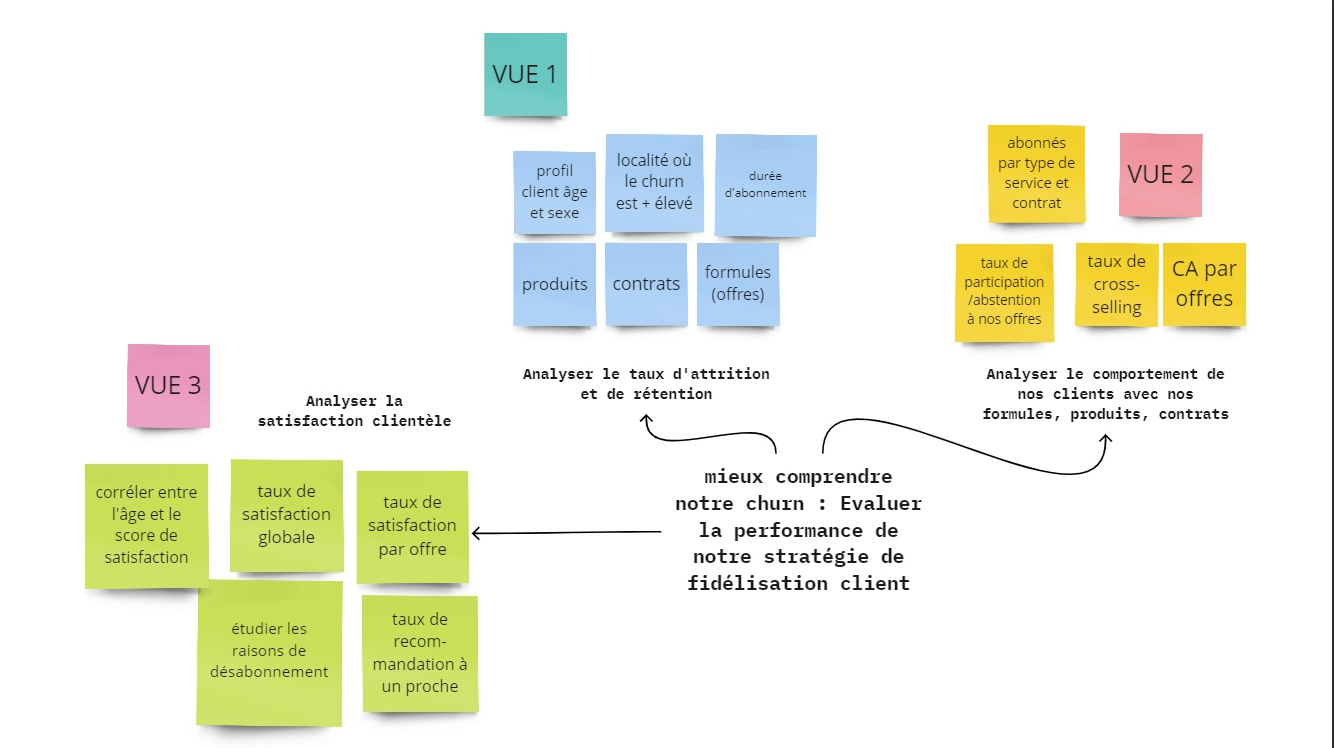 VUE 1
profil
client âge
et sexe
localité où
le churn
est + élevé
durée
d'abonnement
produits
contrats
formules
(offres)
Analyser le taux d'attrition
et de rétention
abonnés
par type de
service et
contrat
VUE 2
taux de
participation
/abstention
à nos offres
taux de
cross-
selling
CA par
offres
Analyser le comportement de
nos clients avec nos
formules, produits, contrats
VUE 3
Analyser la
satisfaction clientèle
corréler entre
l'âge et le
score de
satisfaction
taux de
satisfaction
globale
taux de
satisfaction
par offre
étudier les
raisons de
désabonnement
taux de
recom-
mandation à
un proche
mieux comprendre
notre churn : Evaluer
la performance de
notre stratégie de
fidélisation client